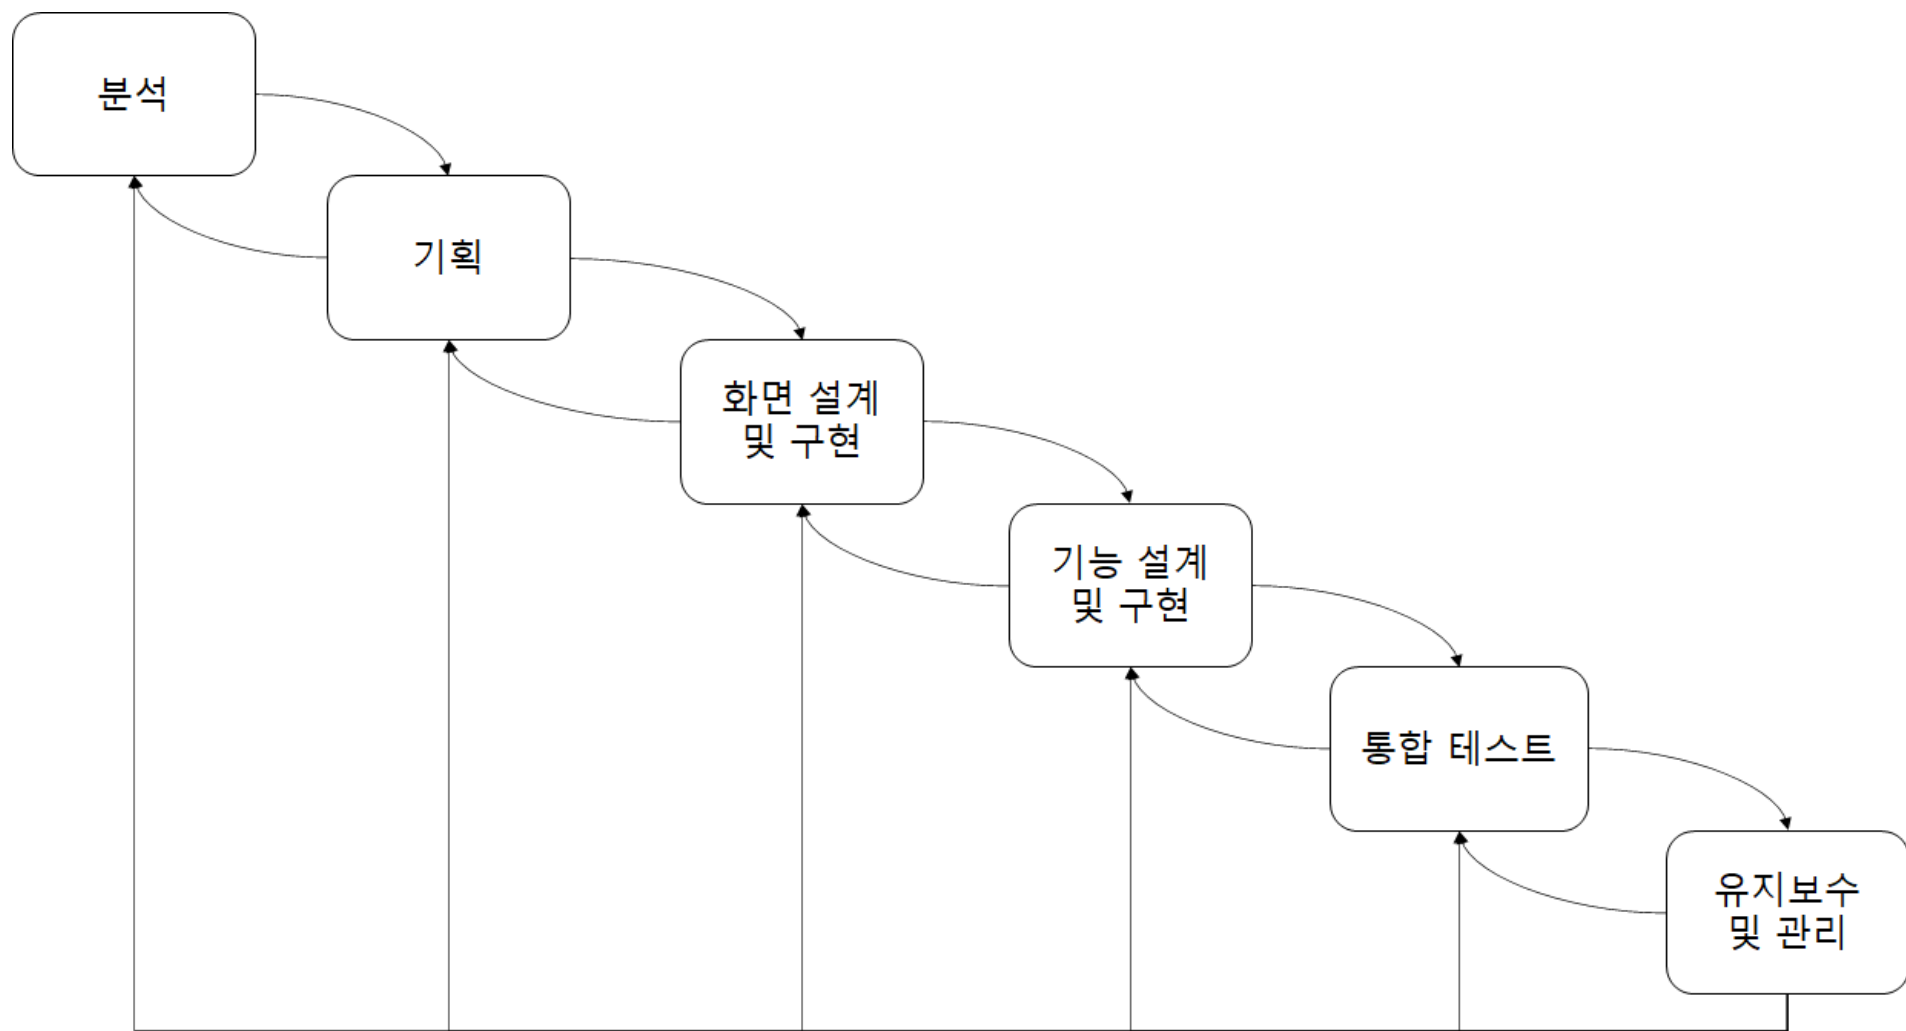 분석
기획
화면 설계
및 구현
기능 설계
및 구현
통합 테스트
유지보수
및 관리